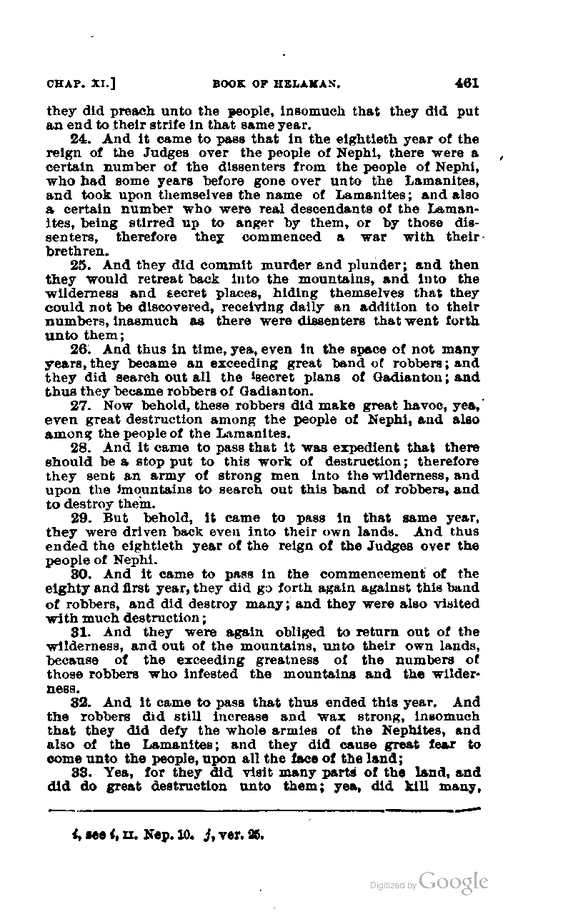 CHAP. XI.] BOOK OF HELAMAN. 461
they did preach unto the people, insomuch that they did put
an end to their strife in that same year.
24. And it came to pass that in the eightieth year of the
reign of the Judges over the people of Nephi, there were a
certain number of the dissenters from the people of Nephi,
who had some years before gone over unto the Lamanites,
and took upon themselves the name of Lamanites; and also
a certain number who were real descendants of the Laman-
ites, being stirred up to anger by them, or by those dis-
senters, therefore they commenced a war with their
brethren.
25. And they did commit murder and plunder; and then
they would retreat back into the mountains, and into the
wilderness and secret places, hiding themselves that they
could not be discovered, receiving daily an addition to their
numbers, inasmuch as there were dissenters that went forth
unto them;
26. And thus in time, yea, even in the space of not many
years, they became an exceeding great band of robbers; and
they did search out all the isecret plans of Gadianton; and
thus they became robbers of Gadianton.
27. Now behold, these robbers did make great havoc, yea,
even great destruction among the people of Nephi, and also
among the people of the Lamanites.
28. And it came to pass that it was expedient that there
should be a stop put to this work of destruction; therefore
they sent an army of strong men into the wilderness, and
upon the jmountains to search out this band of robbers, and
to destroy them.
29. But behold, it came to pass in that same year,
they were driven back even into their own lands. And thus
ended the eightieth year of the reign of the Judges over the
people of Nephi.
30. And it came to pass in the commencement of the
eighty and first year, they did go forth again against this band
of robbers, and did destroy many; and they were also visited
with much destruction;
31. And they were again obliged to return out of the
wilderness, and out of the mountains, unto their own lands,
because of the exceeding greatness of the numbers of
those robbers who infested the mountains and the wilder-
ness.
32. And it came to pass that thus ended this year. And
the robbers did still increase and wax strong, insomuch
that they did defy the whole armies of the Nephites, and
also of the Lamanites; and they did cause great fear to
come unto the people, upon all the face of the land;
33. Yea, for they did visit many parts of the land, and
did do great destruction unto them; yea, did kill many,
i, see i, II. Nep. 10. j, ver. 25.
Digitized by Google